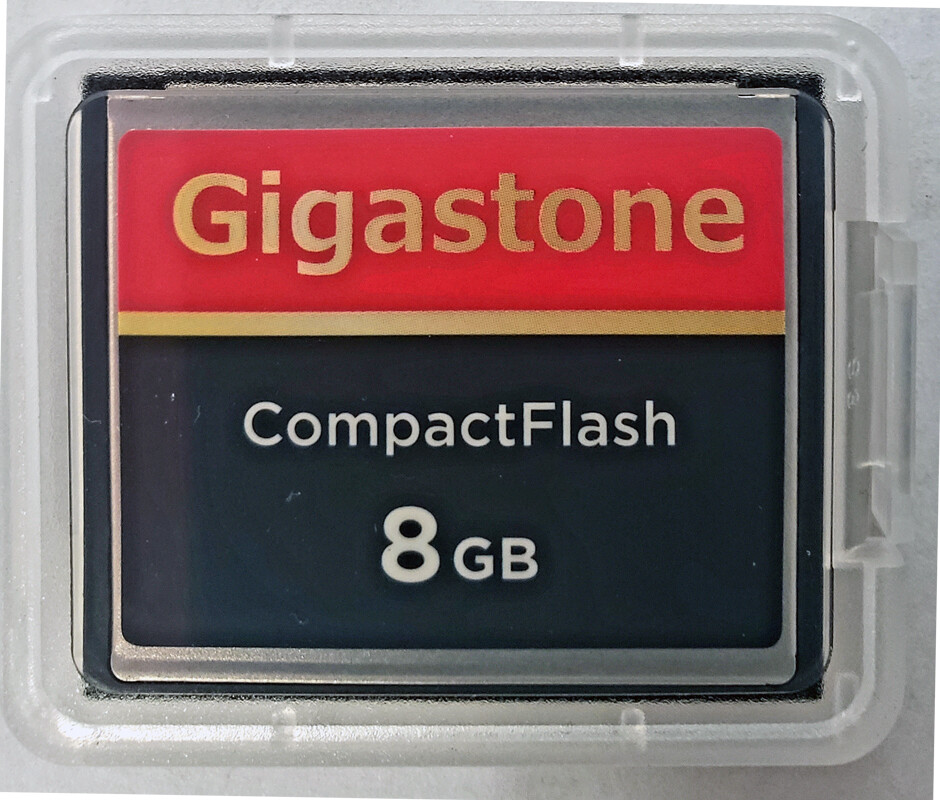 Gigastone
CompactFlash
8 GB